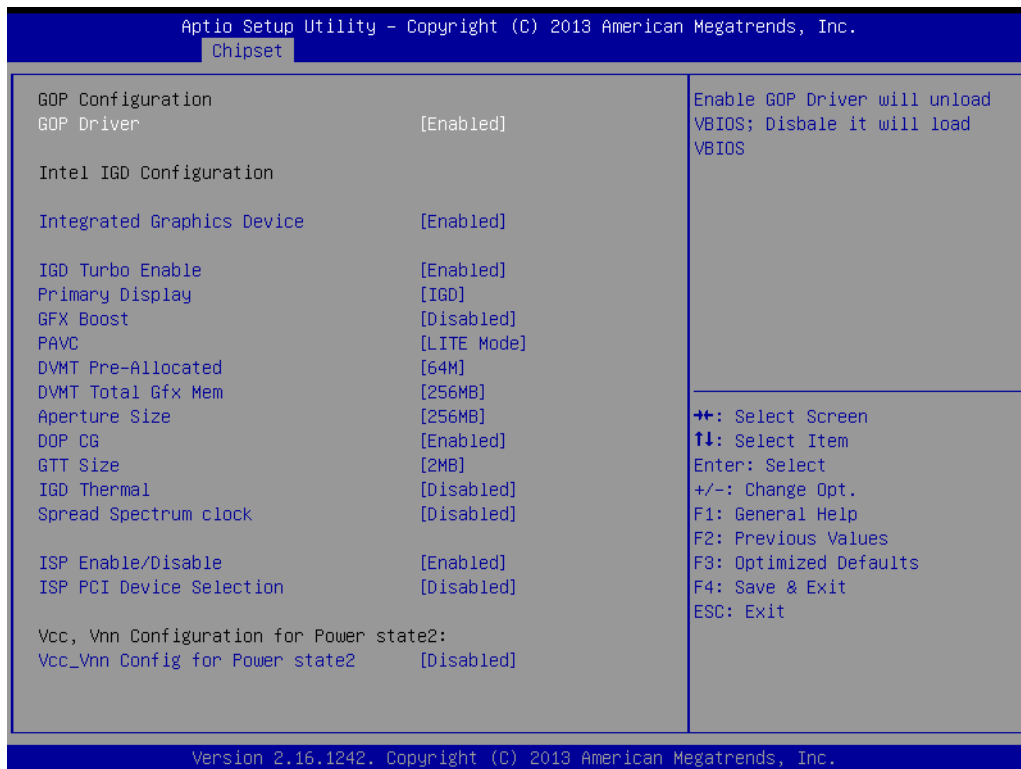 Aptio Setup Utility – Copyright (C) 2013 American Megatrends, Inc.
Chipset
GOP Configuration
GOP Driver [Enabled]
Intel IGD Configuration
Integrated Graphics Device [Enabled]
IGD Turbo Enable [Enabled]
Primary Display [IGD]
GFX Boost [Disabled]
PAVC [LITE Mode]
DVMT Pre-Allocated [64M]
DVMT Total Gfx Mem [256MB]
Aperture Size [256MB]
DOP CG [Enabled]
GTT Size [2MB]
IGD Thermal [Disabled]
Spread Spectrum clock [Disabled]
ISP Enable/Disable [Enabled]
ISP PCI Device Selection [Disabled]
Vcc, Vnn Configuration for Power state2:
Vcc_Vnn Config for Power state2 [Disabled]
Enable GOP Driver will unload
VBIOS; Disbale it will load
VBIOS
→←: Select Screen
↑↓: Select Item
Enter: Select
+/-: Change Opt.
F1: General Help
F2: Previous Values
F3: Optimized Defaults
F4: Save & Exit
ESC: Exit
Version 2.16.1242. Copyright (C) 2013 American Megatrends, Inc.